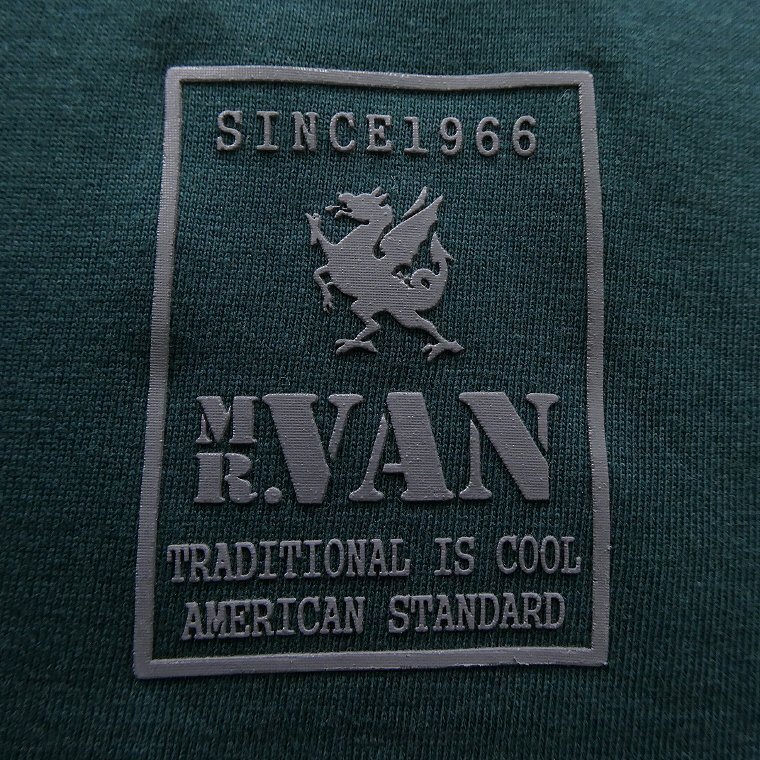 SINCE1966
MR.VAN
TRADITIONAL IS COOL
AMERICAN STANDARD